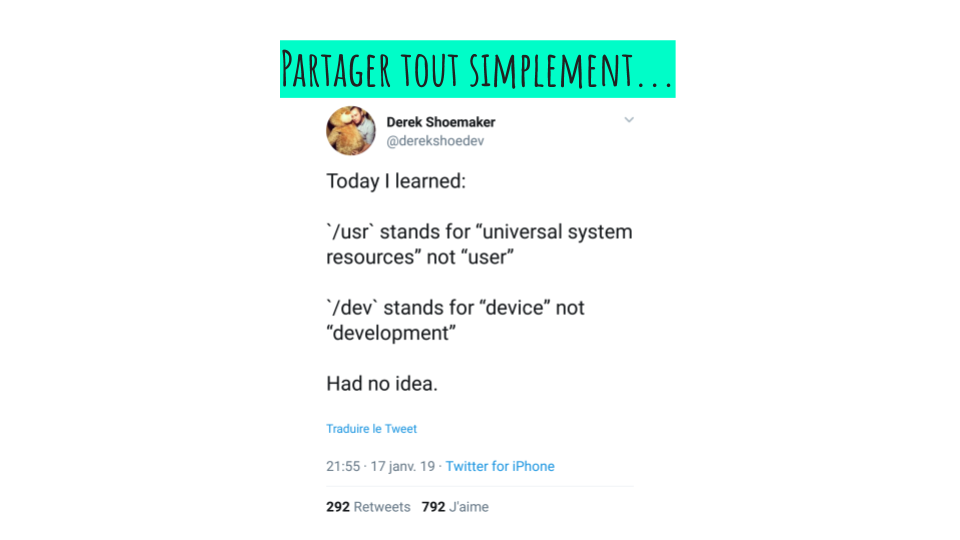 Partager tout simplement...
Derek Shoemaker
@derekshoedev
Today I learned:
`/usr` stands for “universal system
resources” not “user”
`/dev` stands for “device” not
“development”
Had no idea.
Traduire le Tweet
21:55 · 17 janv. 19 · Twitter for iPhone
292 Retweets 792 J'aime